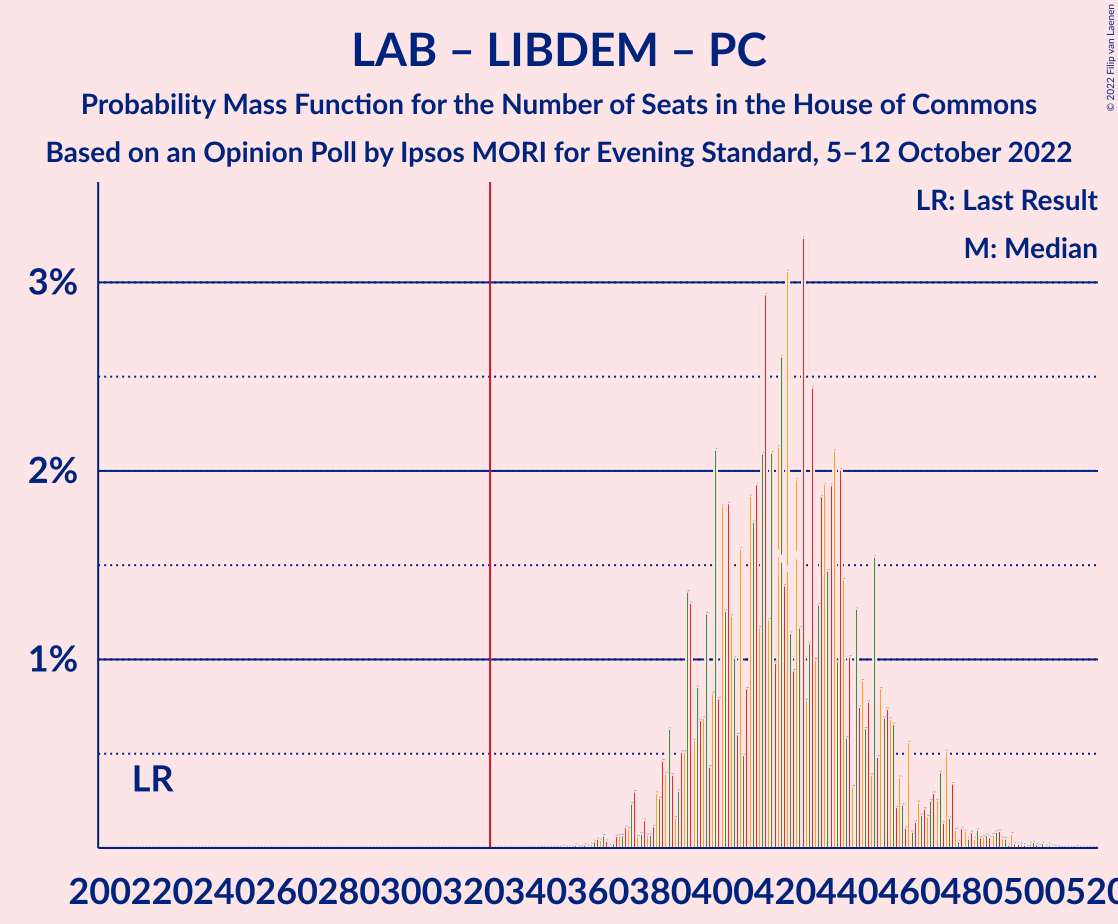 LAB – LIBDEM – PC
Probability Mass Function for the Number of Seats in the House of Commons
Based on an Opinion Poll by Ipsos MORI for Evening Standard, 5–12 October 2022
© 2022 Filip van Laenen
LR: Last Result
M: Median
3%
2%
1%
LR
200220240260280300320340360380400420440460480500520